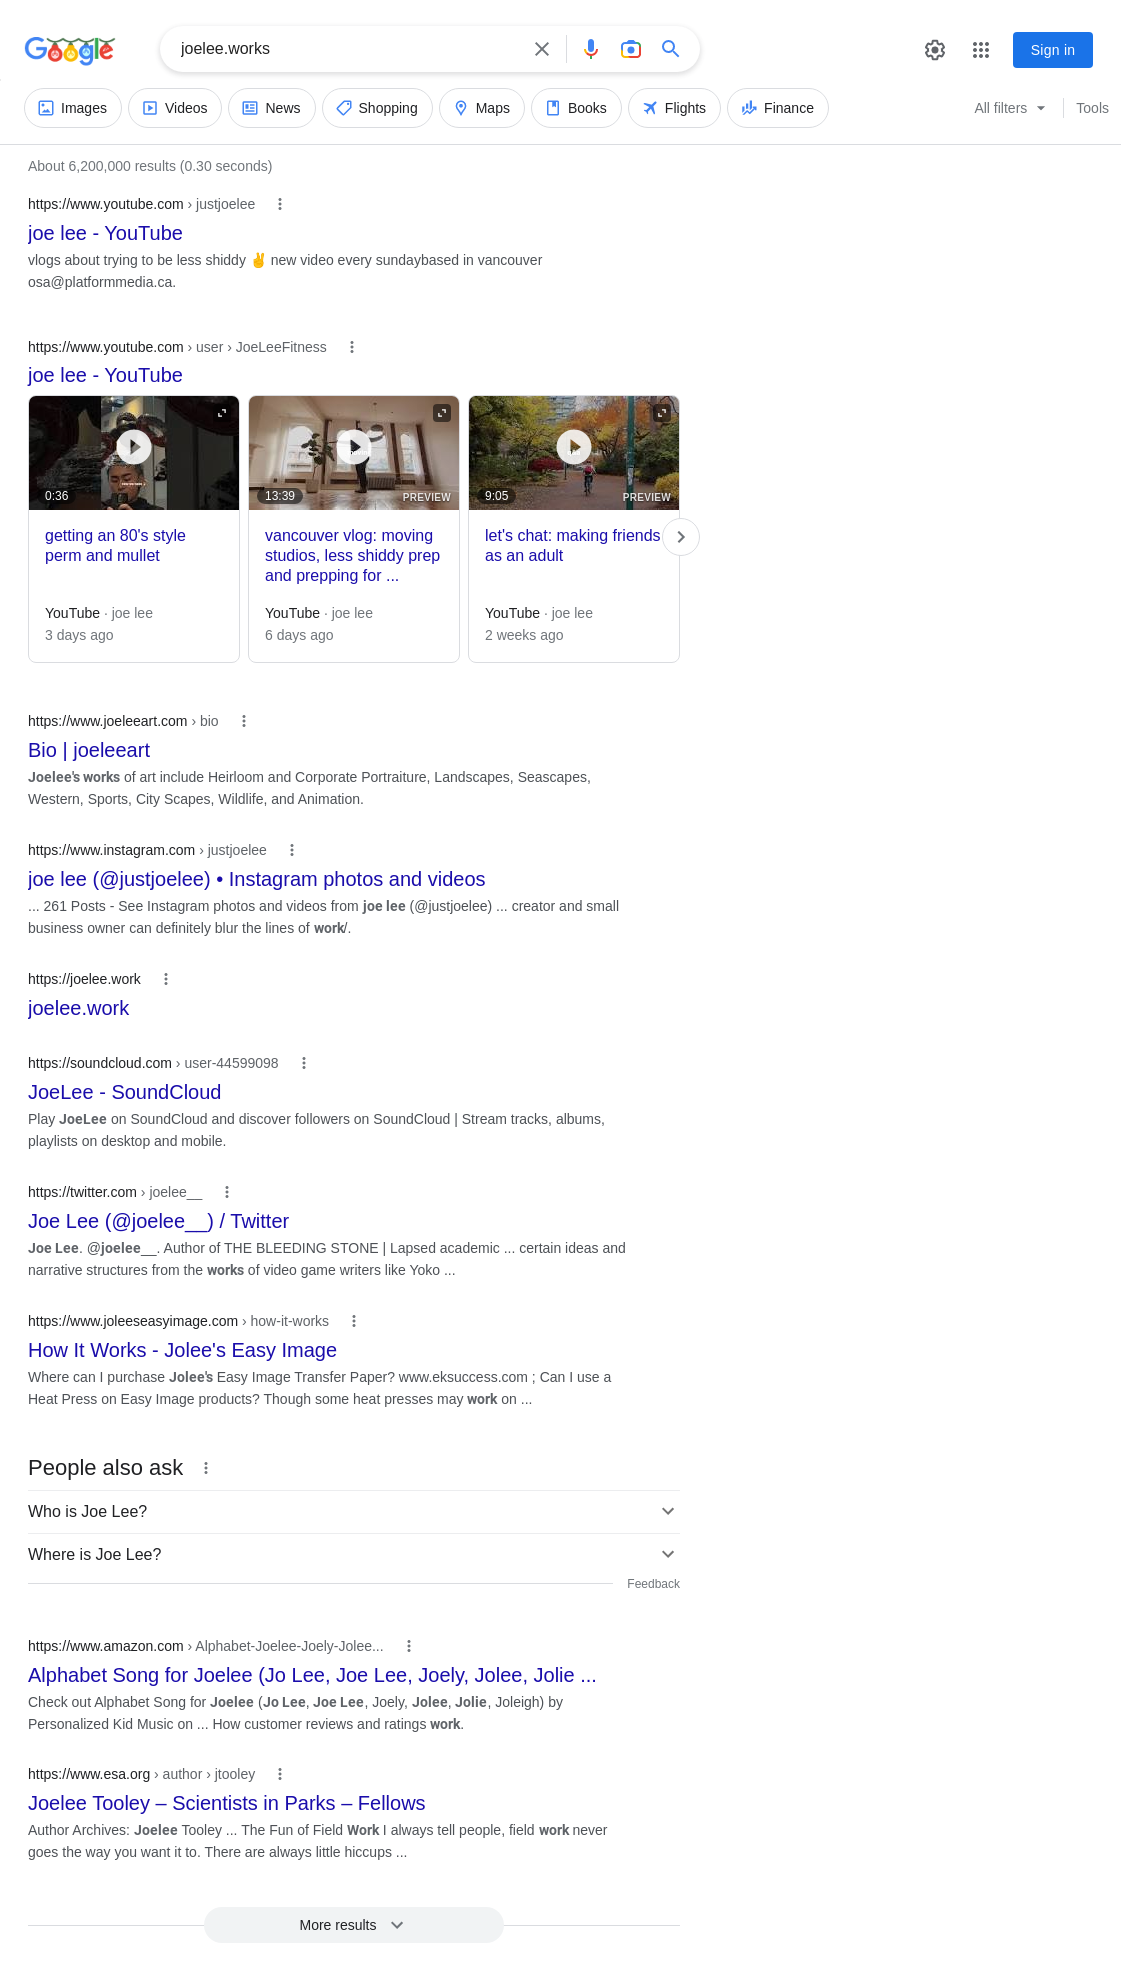 Google
joelee.works
Sign in
Images
Videos
News
Shopping
Maps
Books
Flights
Finance
All filters
Tools
About 6,200,000 results (0.30 seconds)
https://www.youtube.com › justjoelee
joe lee - YouTube
vlogs about trying to be less shiddy ✌ new video every sundaybased in vancouver
osa@platformmedia.ca.
https://www.youtube.com › user › JoeLeeFitness
joe lee - YouTube
0:36
13:39
PREVIEW
9:05
PREVIEW
getting an 80's style
perm and mullet
YouTube · joe lee
3 days ago
vancouver vlog: moving
studios, less shiddy prep
and prepping for ...
YouTube · joe lee
6 days ago
let's chat: making friends
as an adult
YouTube · joe lee
2 weeks ago
https://www.joeleeart.com › bio
Bio | joeleeart
Joelee's works of art include Heirloom and Corporate Portraiture, Landscapes, Seascapes,
Western, Sports, City Scapes, Wildlife, and Animation.
https://www.instagram.com › justjoelee
joe lee (@justjoelee) • Instagram photos and videos
... 261 Posts - See Instagram photos and videos from joe lee (@justjoelee) ... creator and small
business owner can definitely blur the lines of work/.
https://joelee.work
joelee.work
https://soundcloud.com › user-44599098
JoeLee - SoundCloud
Play JoeLee on SoundCloud and discover followers on SoundCloud | Stream tracks, albums,
playlists on desktop and mobile.
https://twitter.com › joelee__
Joe Lee (@joelee__) / Twitter
Joe Lee. @joelee__. Author of THE BLEEDING STONE | Lapsed academic ... certain ideas and
narrative structures from the works of video game writers like Yoko ...
https://www.joleeseasyimage.com › how-it-works
How It Works - Jolee's Easy Image
Where can I purchase Jolee's Easy Image Transfer Paper? www.eksuccess.com ; Can I use a
Heat Press on Easy Image products? Though some heat presses may work on ...
People also ask
Who is Joe Lee?
Where is Joe Lee?
Feedback
https://www.amazon.com › Alphabet-Joelee-Joely-Jolee...
Alphabet Song for Joelee (Jo Lee, Joe Lee, Joely, Jolee, Jolie ...
Check out Alphabet Song for Joelee (Jo Lee, Joe Lee, Joely, Jolee, Jolie, Joleigh) by
Personalized Kid Music on ... How customer reviews and ratings work.
https://www.esa.org › author › jtooley
Joelee Tooley – Scientists in Parks – Fellows
Author Archives: Joelee Tooley ... The Fun of Field Work I always tell people, field work never
goes the way you want it to. There are always little hiccups ...
More results